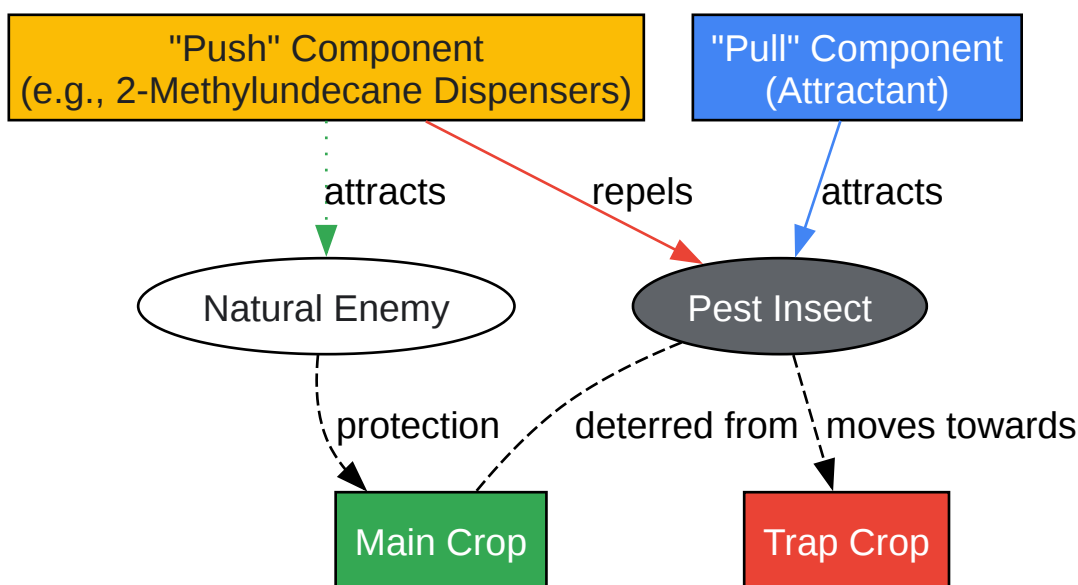 "Push" Component
(e.g., 2-Methylundecane Dispensers)
"Pull" Component
(Attractant)
attracts
repels
attracts
Natural Enemy
Pest Insect
protection
deterred from
moves towards
Main Crop
Trap Crop